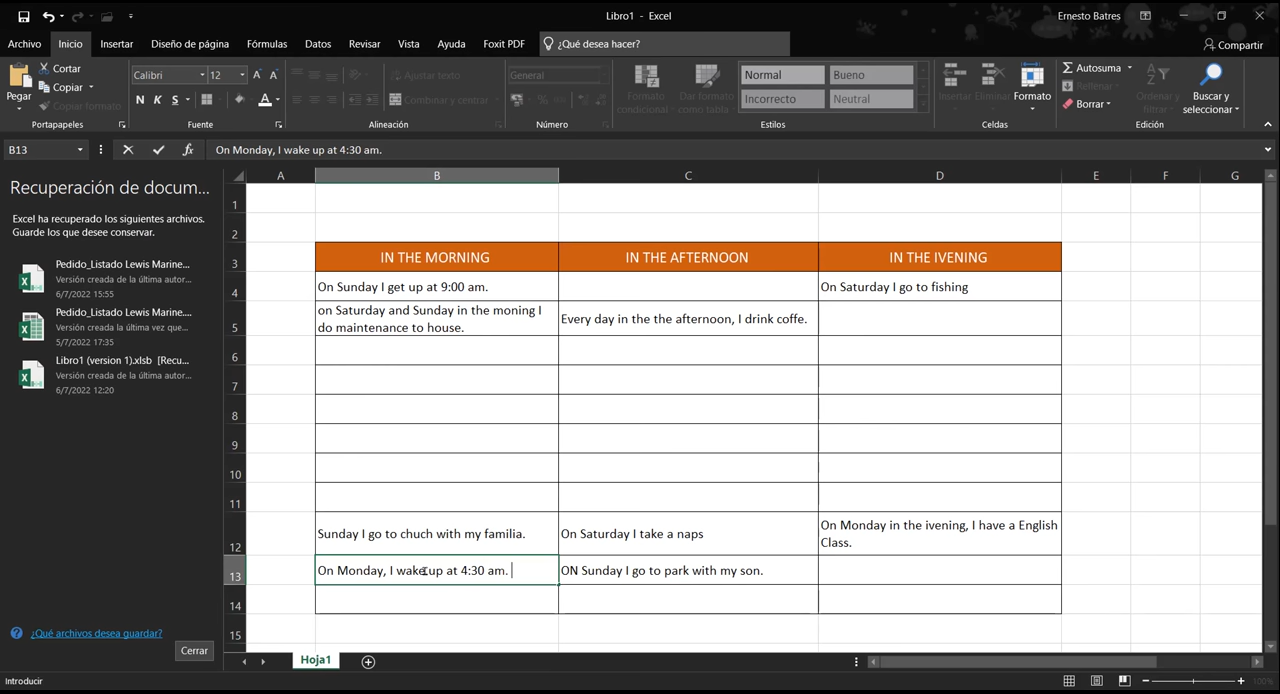 Libro1 - Excel
Ernesto Batres
Archivo Inicio Insertar Diseño de página Fórmulas Datos Revisar Vista Ayuda Foxit PDF ¿Qué desea hacer? Compartir
Pegar
Cortar
Copiar
Copiar formato
Portapapeles
Calibri 12
N K S
Fuente
Ajustar texto
Combinar y centrar
Alineación
General
Número
Formato condicional
Dar formato como tabla
Normal Bueno
Incorrecto Neutral
Estilos
Insertar Eliminar Formato
Celdas
Autosuma
Rellenar
Borrar
Ordenar y filtrar
Buscar y seleccionar
Edición
B13 fx On Monday, I wake up at 4:30 am.
Recuperación de docum...
Excel ha recuperado los siguientes archivos.
Guarde los que desee conservar.
Pedido_Listado Lewis Marine...
Versión creada de la última autor...
6/7/2022 15:55
Pedido_Listado Lewis Marine....
Versión creada la última vez que...
5/7/2022 17:35
Libro1 (version 1).xlsb [Recu...
Versión creada de la última autor...
6/7/2022 12:20
¿Qué archivos desea guardar?
Cerrar
A B C D E F G
1
2
3 IN THE MORNING IN THE AFTERNOON IN THE IVENING
4 On Sunday I get up at 9:00 am. On Saturday I go to fishing
on Saturday and Sunday in the moning I
do maintenance to house.
5 Every day in the the afternoon, I drink coffe.
6
7
8
9
10
11
12 Sunday I go to chuch with my familia. On Saturday I take a naps
On Monday in the ivening, I have a English
Class.
13 On Monday, I wake up at 4:30 am. ON Sunday I go to park with my son.
14
15
Hoja1
Introducir
100%